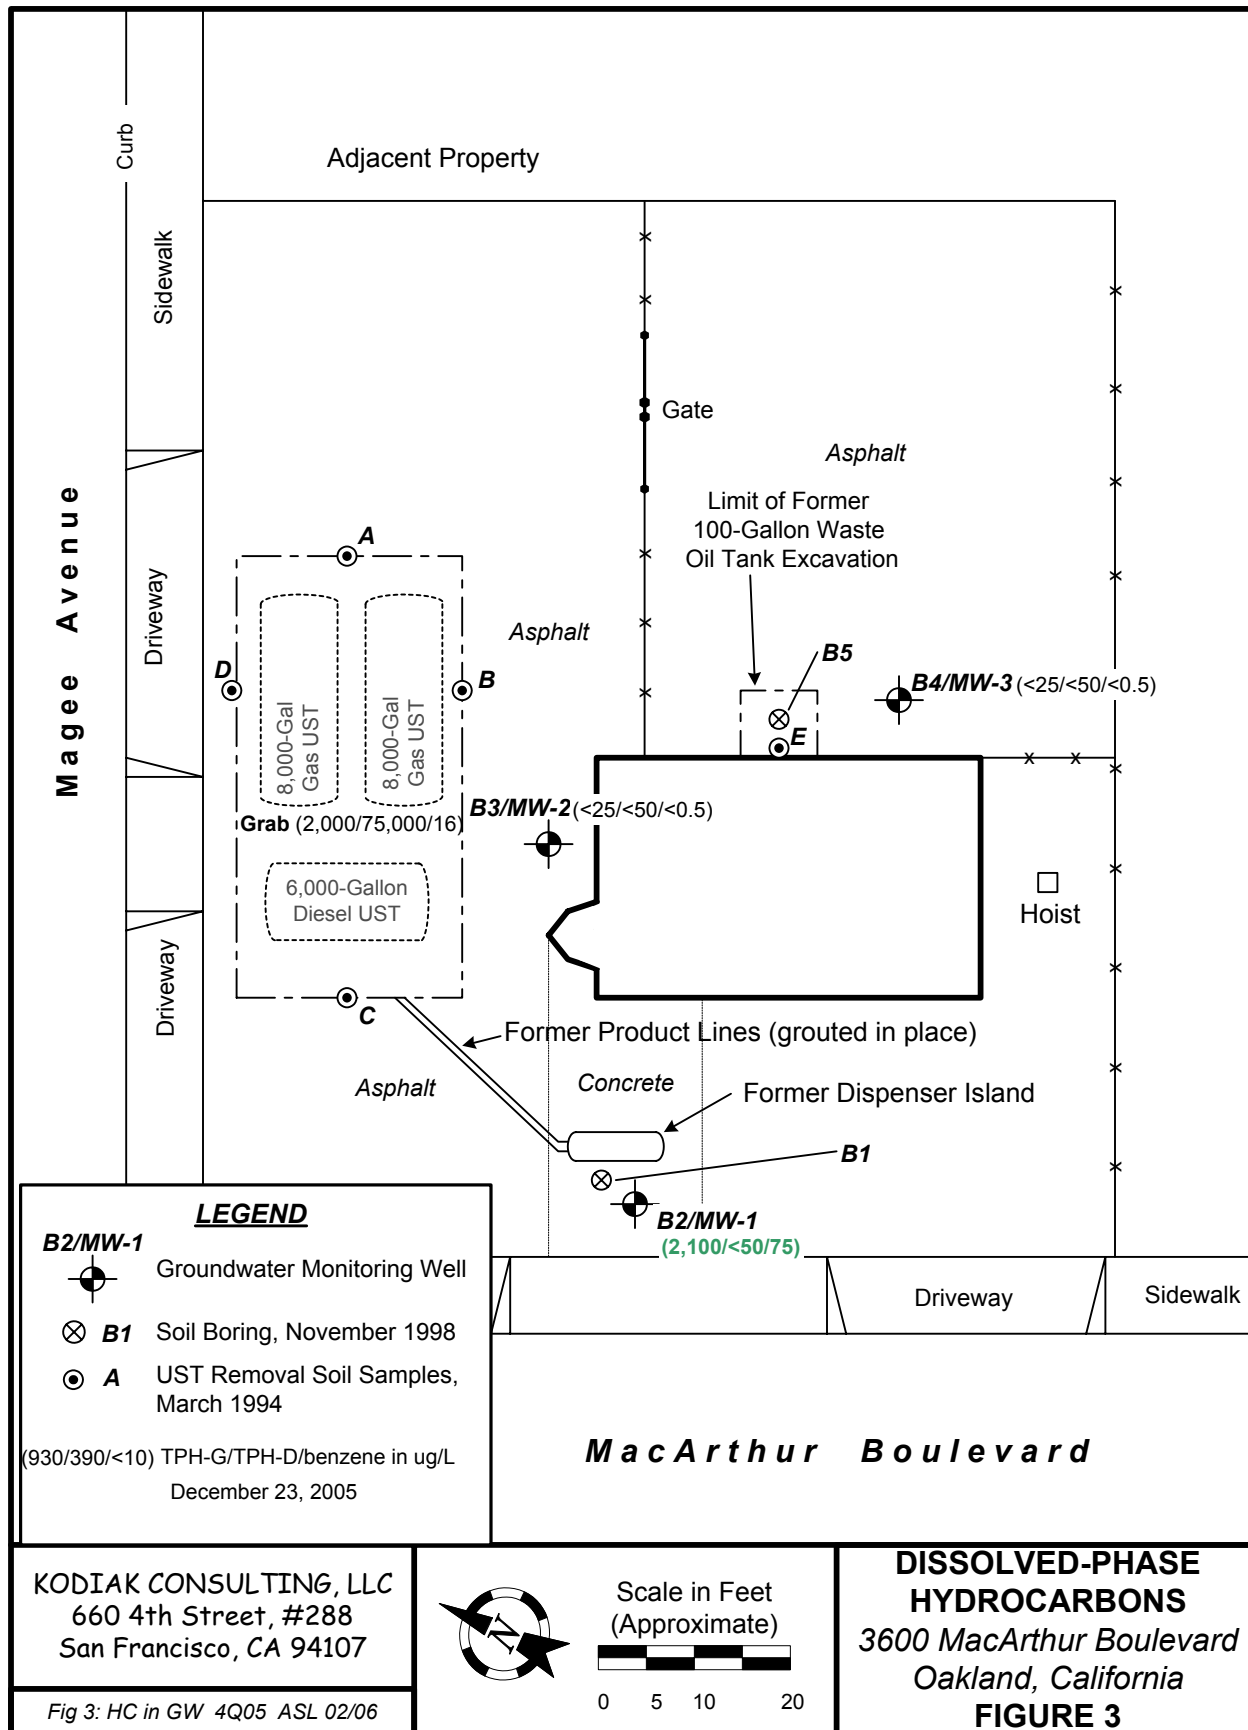 Curb
Adjacent Property
Sidewalk
Gate
Asphalt
Limit of Former
100-Gallon Waste
Oil Tank Excavation
Magee Avenue
Driveway
A
Asphalt
D
B
B5
B4/MW-3 (<25/<50/<0.5)
E
8,000-Gal
Gas UST
8,000-Gal
Gas UST
B3/MW-2 (<25/<50/<0.5)
Grab (2,000/75,000/16)
6,000-Gallon
Diesel UST
Hoist
Driveway
C
Former Product Lines (grouted in place)
Asphalt
Concrete
Former Dispenser Island
B1
B2/MW-1
(2,100/<50/75)
LEGEND
B2/MW-1
Groundwater Monitoring Well
B1 Soil Boring, November 1998
A UST Removal Soil Samples,
March 1994
(930/390/<10) TPH-G/TPH-D/benzene in ug/L
December 23, 2005
Driveway
Sidewalk
MacArthur Boulevard
KODIAK CONSULTING, LLC
660 4th Street, #288
San Francisco, CA 94107
Fig 3: HC in GW 4Q05 ASL 02/06
N
Scale in Feet
(Approximate)
0 5 10 20
DISSOLVED-PHASE
HYDROCARBONS
3600 MacArthur Boulevard
Oakland, California
FIGURE 3